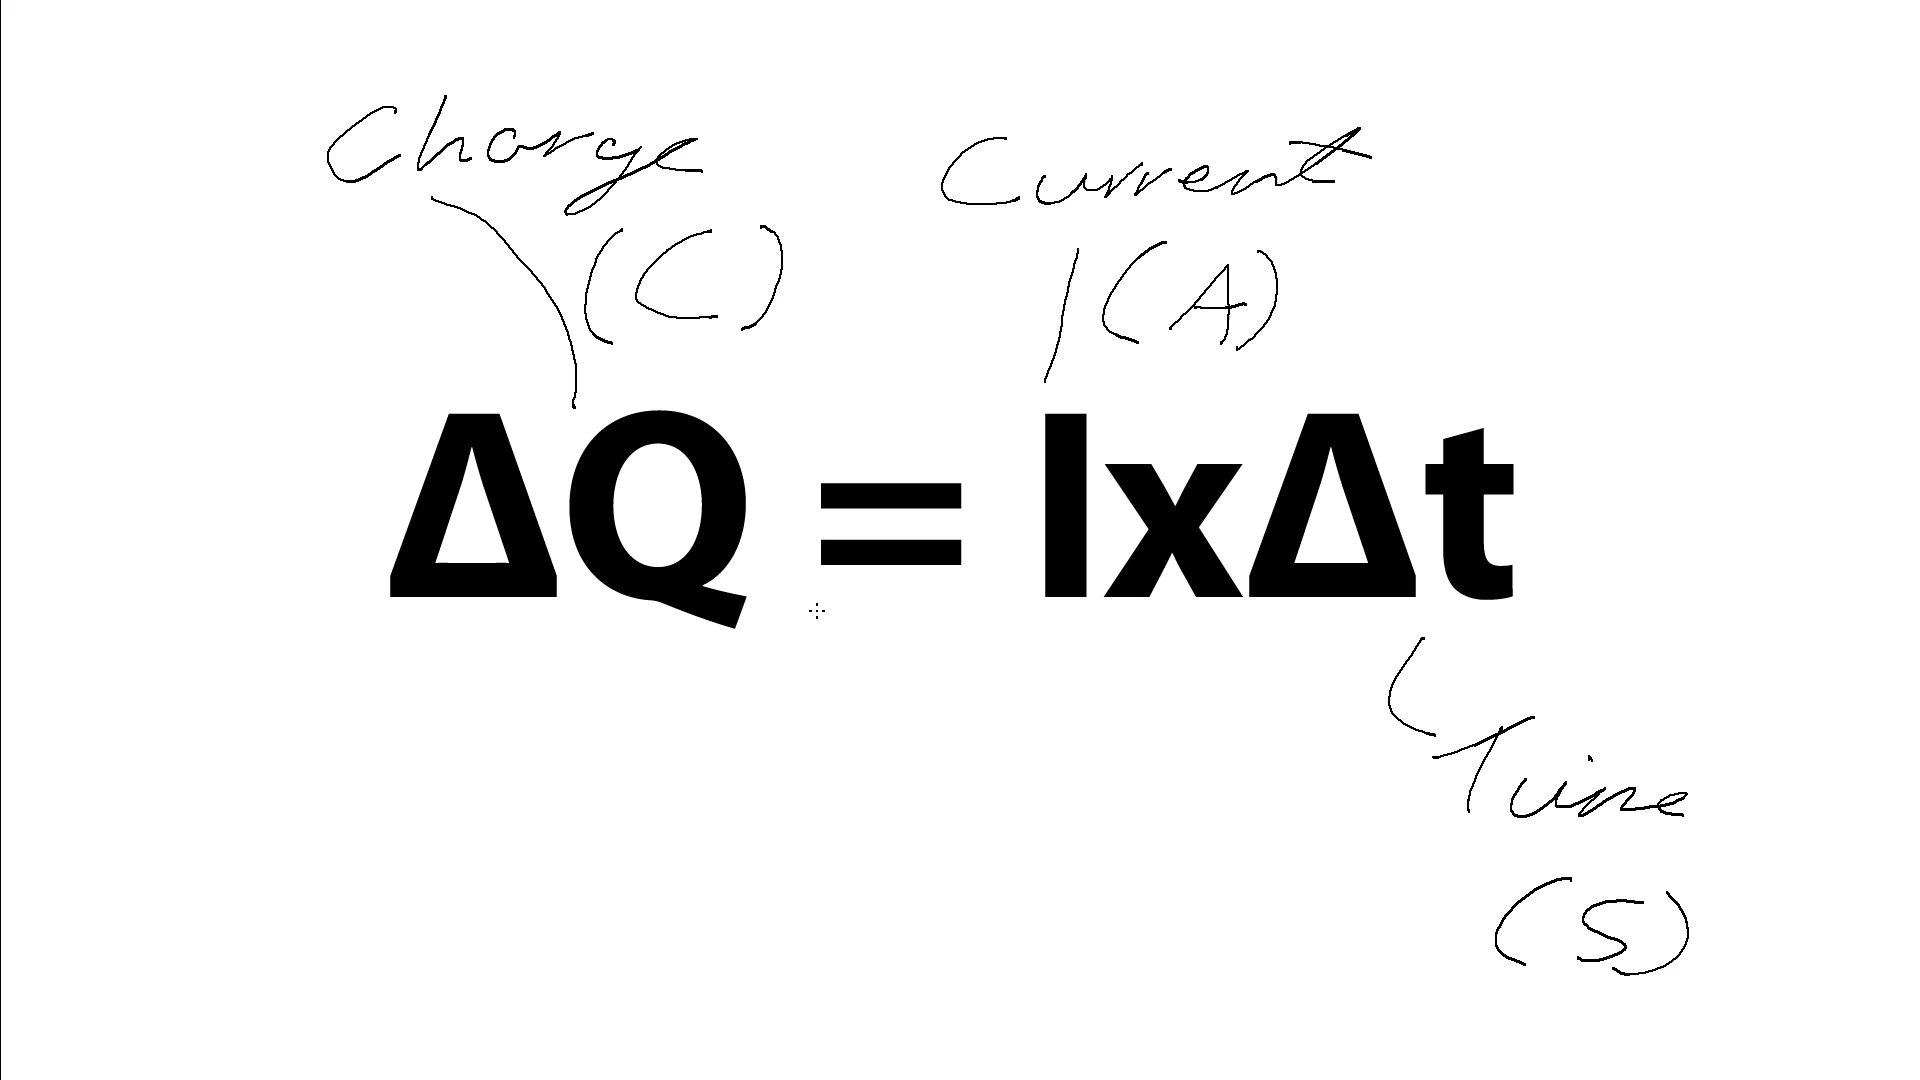 Charge
(C)
Current
(A)
ΔQ = IxΔt
Time
(S)